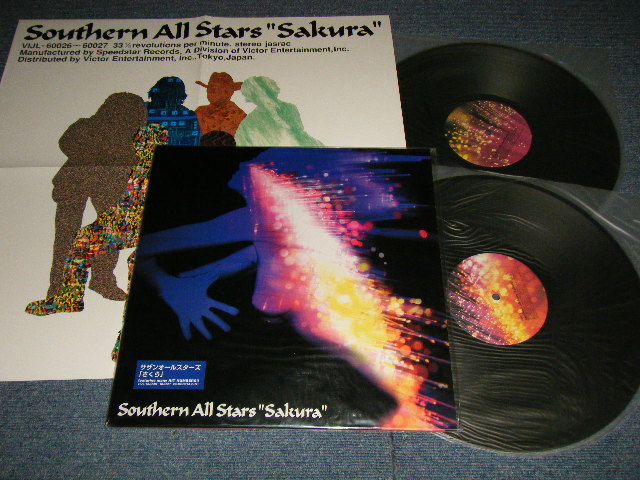 Southern All Stars "Sakura"
VIJL-60026~60027 33 ⅓ revolutions per minute. stereo jasrac
Manufactured by Speedstar Records, A Division of Victor Entertainment, Inc.
Distributed by Victor Entertainment, Inc., Tokyo, Japan.
サザンオールスターズ
「さくら」
Southern All Stars "Sakura"